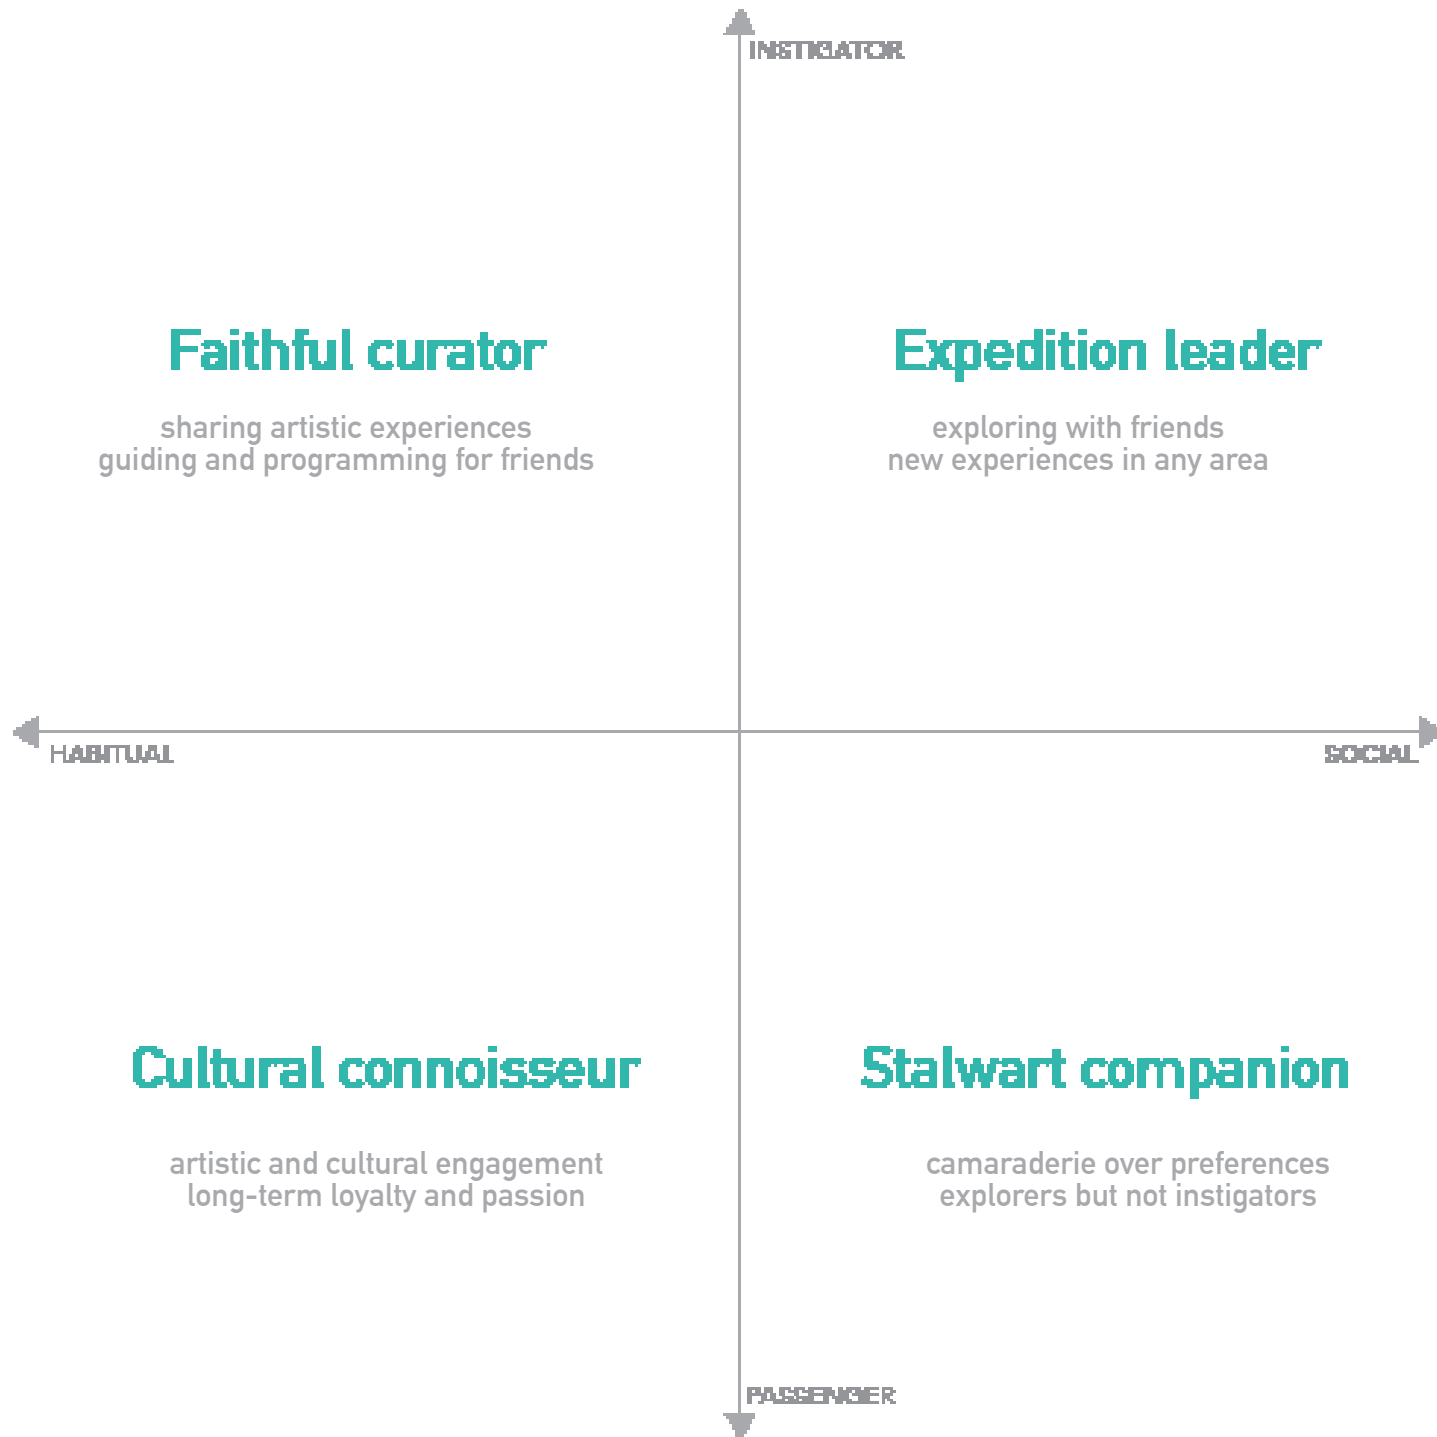 INSTIGATOR
Faithful curator
sharing artistic experiences
guiding and programming for friends
Expedition leader
exploring with friends
new experiences in any area
HABITUAL
SOCIAL
Cultural connoisseur
artistic and cultural engagement
long-term loyalty and passion
Stalwart companion
camaraderie over preferences
explorers but not instigators
PASSENGER